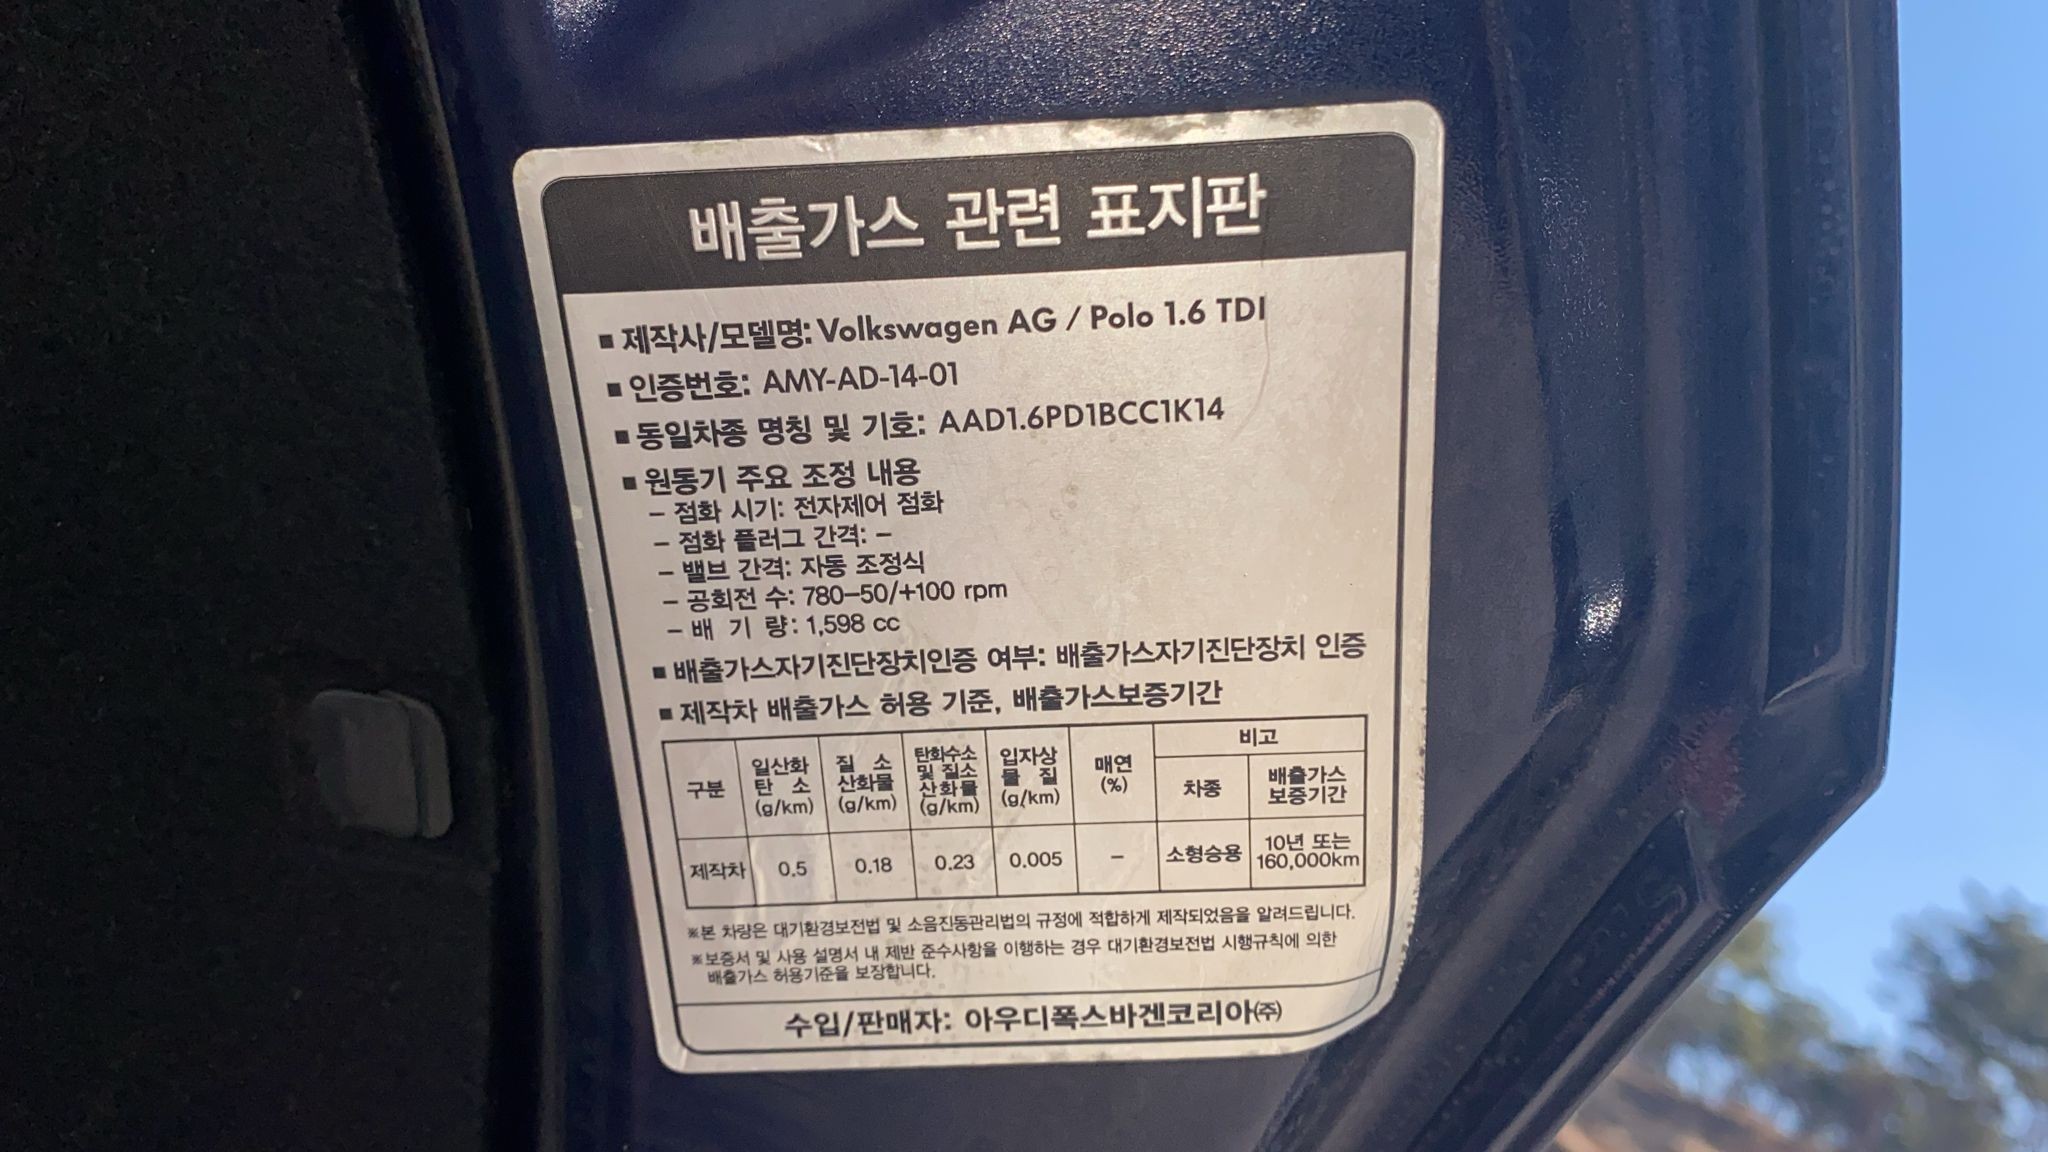 배출가스 관련 표지판
▪ 제작사/모델명: Volkswagen AG / Polo 1.6 TDI
▪ 인증번호: AMY-AD-14-01
▪ 동일차종 명칭 및 기호: AAD1.6PD1BCC1K14
▪ 원동기 주요 조정 내용
– 점화 시기: 전자제어 점화
– 점화 플러그 간격: –
– 밸브 간격: 자동 조정식
– 공회전 수: 780–50/+100 rpm
– 배 기 량: 1,598 cc
▪ 배출가스자기진단장치인증 여부: 배출가스자기진단장치 인증
▪ 제작차 배출가스 허용 기준, 배출가스보증기간
구분
일산화
탄 소
(g/km)
질 소
산화물
(g/km)
탄화수소
및 질소
산화물
(g/km)
입자상
물 질
(g/km)
매연
(%)
비고
차종
배출가스
보증기간
제작차 0.5 0.18 0.23 0.005 – 소형승용 10년 또는
160,000km
※본 차량은 대기환경보전법 및 소음진동관리법의 규정에 적합하게 제작되었음을 알려드립니다.
※보증서 및 사용 설명서 내 제반 준수사항을 이행하는 경우 대기환경보전법 시행규칙에 의한
배출가스 허용기준을 보장합니다.
수입/판매자: 아우디폭스바겐코리아㈜